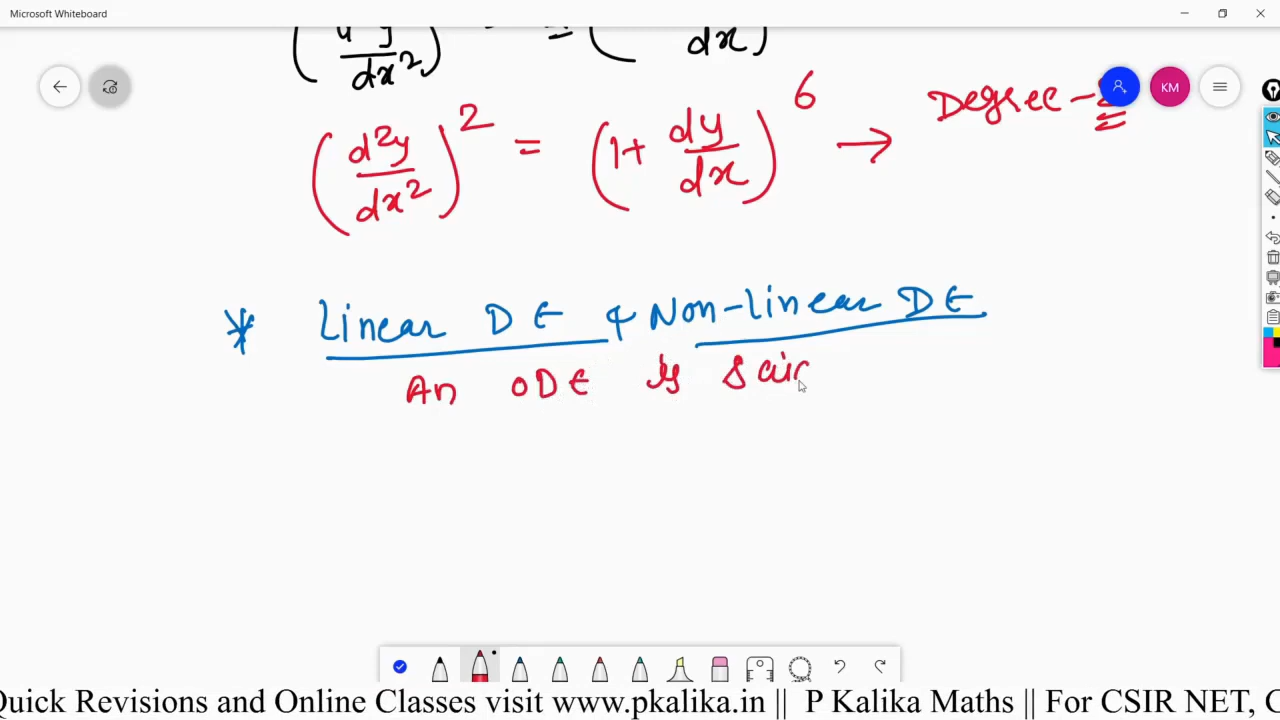 Microsoft Whiteboard
dx²
dx
(d²y/dx²)² = (1+ dy/dx)⁶ → Degree -
KM
* Linear DE & Non-linear DE
An ODE is
Quick Revisions and Online Classes visit www.pkalika.in || P Kalika Maths || For CSIR NET, G